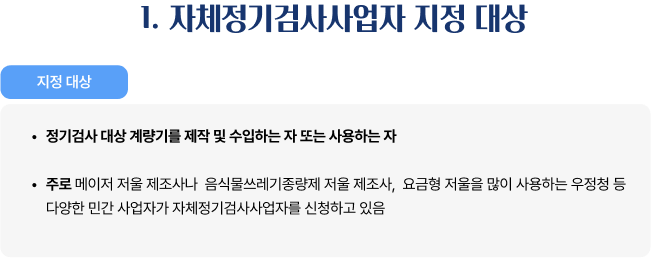 1. 자체정기검사사업자 지정 대상
지정 대상
• 정기검사 대상 계량기를 제작 및 수입하는 자 또는 사용하는 자
• 주로 메이저 저울 제조사나 음식물쓰레기종량제 저울 제조사, 요금형 저울을 많이 사용하는 우정청 등
다양한 민간 사업자가 자체정기검사사업자를 신청하고 있음